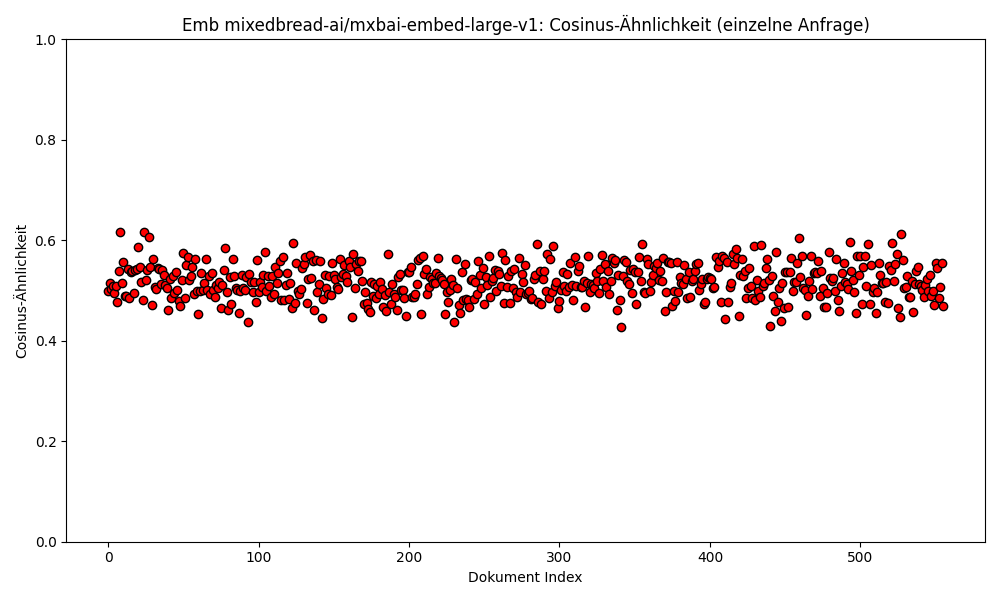 Emb mixedbread-ai/mxbai-embed-large-v1: Cosinus-Ähnlichkeit (einzelne Anfrage)
1.0
0.8
0.6
0.4
0.2
0.0
Cosinus-Ähnlichkeit
0 100 200 300 400 500
Dokument Index